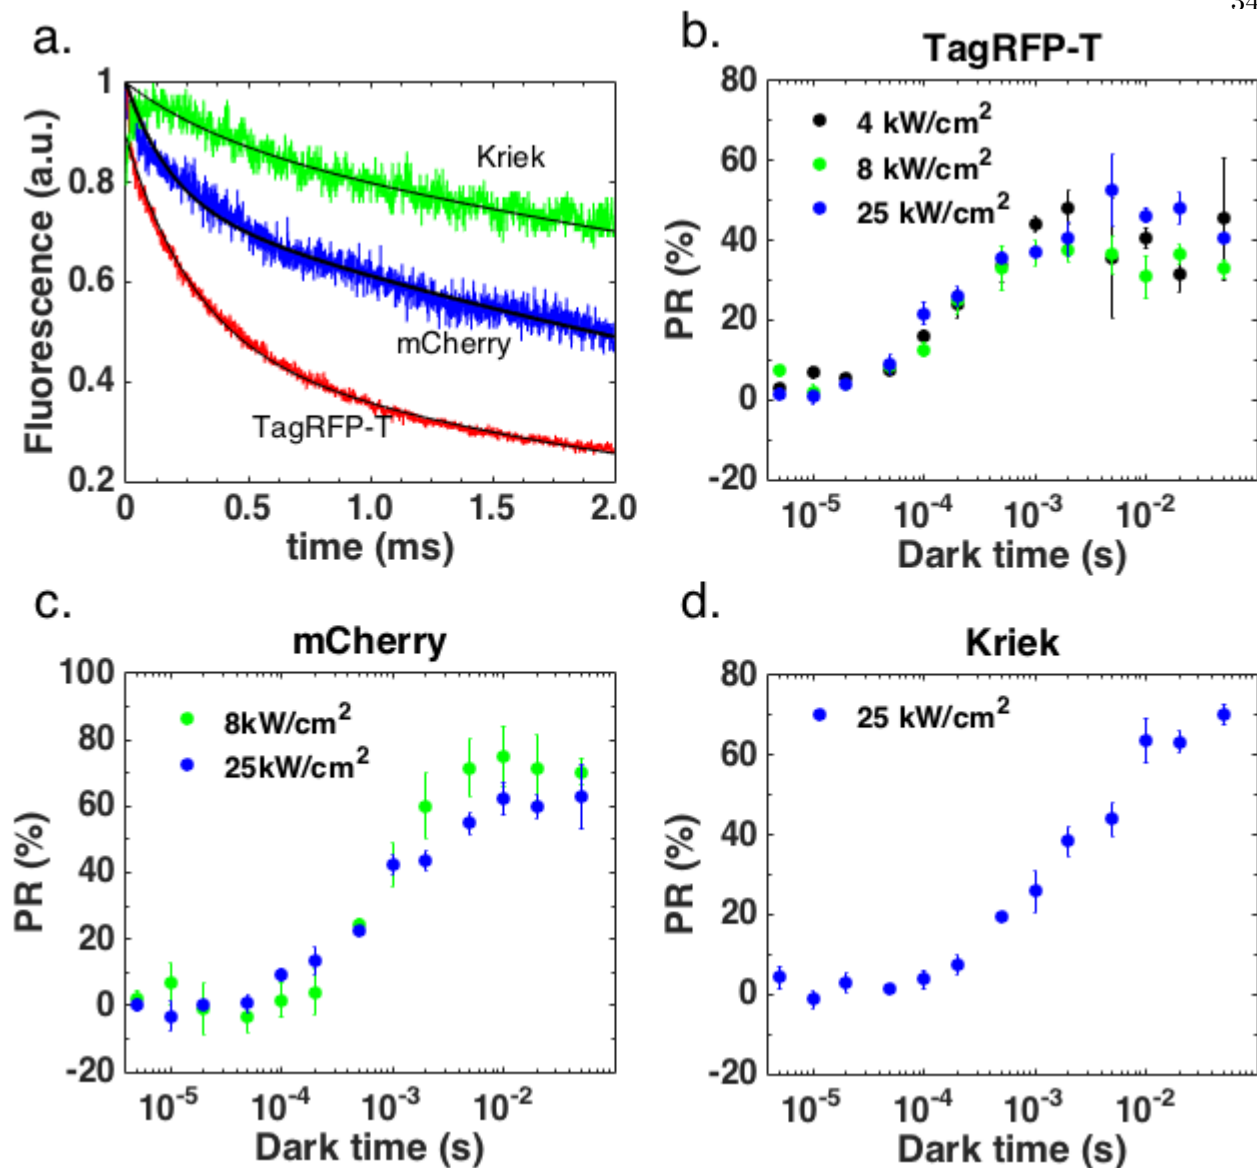 34
a.
Fluorescence (a.u.)
1
0.8
0.6
0.4
0.2
Kriek
mCherry
TagRFP-T
0 0.5 1.0 1.5 2.0
time (ms)
b.
TagRFP-T
PR (%)
80
60
40
20
0
-20
4 kW/cm²
8 kW/cm²
25 kW/cm²
10⁻⁵ 10⁻⁴ 10⁻³ 10⁻²
Dark time (s)
c.
mCherry
PR (%)
100
80
60
40
20
0
-20
8kW/cm²
25kW/cm²
10⁻⁵ 10⁻⁴ 10⁻³ 10⁻²
Dark time (s)
d.
Kriek
PR (%)
80
60
40
20
0
-20
25 kW/cm²
10⁻⁵ 10⁻⁴ 10⁻³ 10⁻²
Dark time (s)